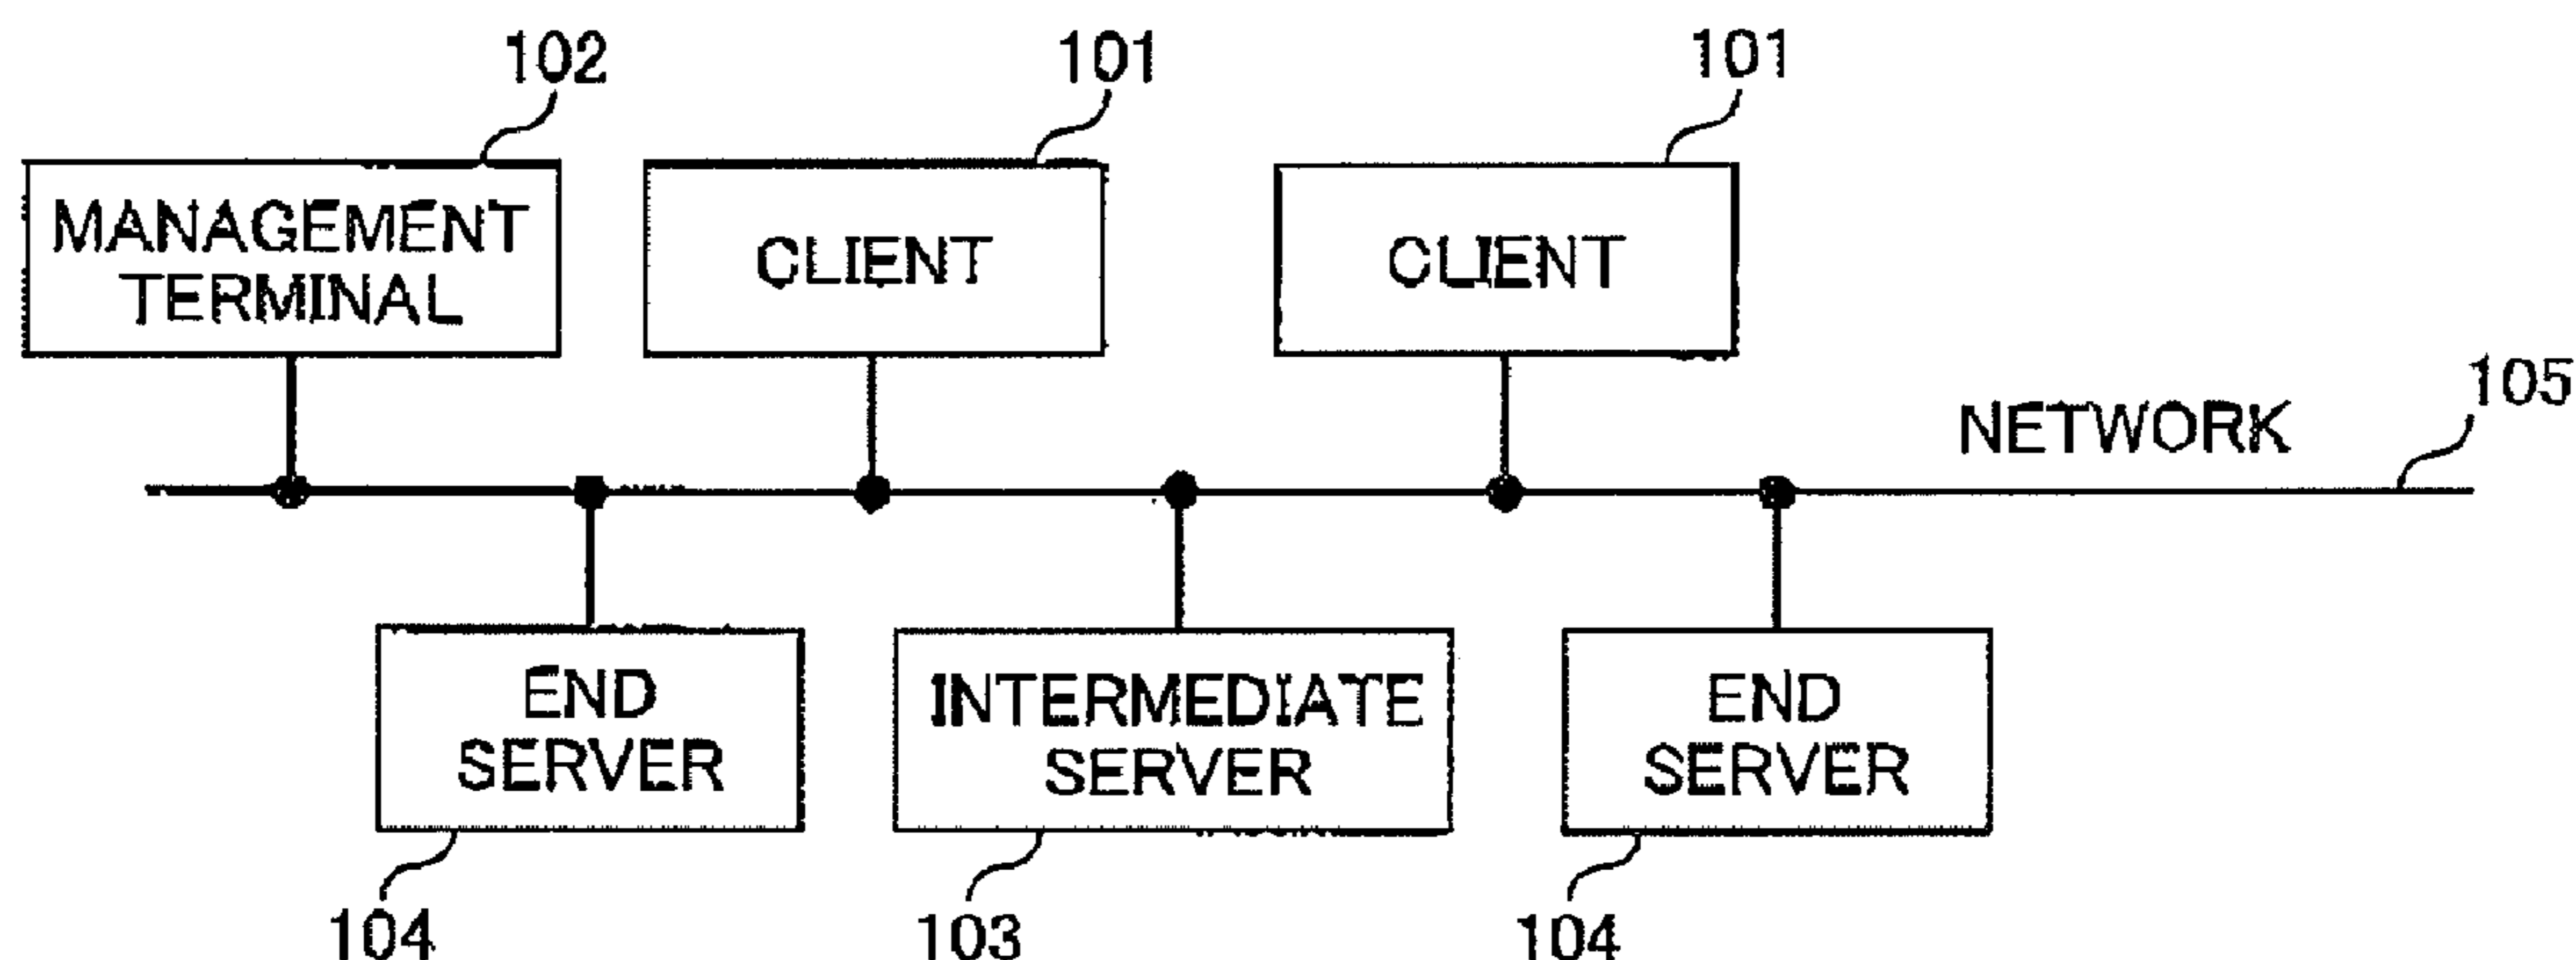 102
101
101
MANAGEMENT
TERMINAL
CLIENT
CLIENT
105
NETWORK
END
SERVER
INTERMEDIATE
SERVER
END
SERVER
104
103
104